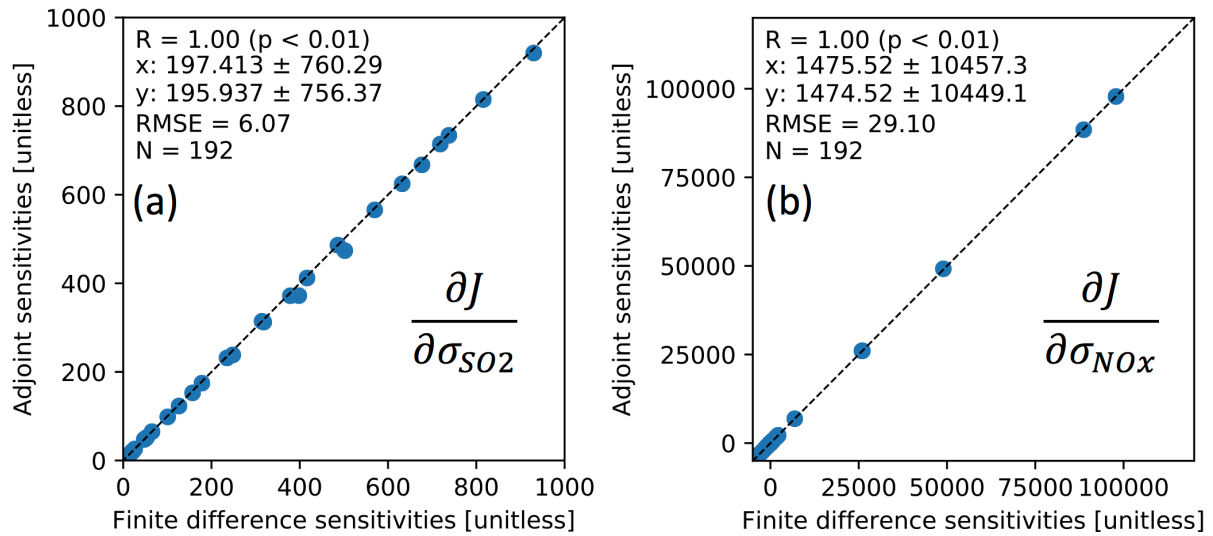 R = 1.00 (p < 0.01)
x: 197.413 ± 760.29
y: 195.937 ± 756.37
RMSE = 6.07
N = 192
(a)
∂J
∂σSO2
1000
800
600
400
200
0
0 200 400 600 800 1000
Adjoint sensitivities [unitless]
Finite difference sensitivities [unitless]
R = 1.00 (p < 0.01)
x: 1475.52 ± 10457.3
y: 1474.52 ± 10449.1
RMSE = 29.10
N = 192
(b)
∂J
∂σNOx
100000
75000
50000
25000
0
0 25000 50000 75000 100000
Adjoint sensitivities [unitless]
Finite difference sensitivities [unitless]